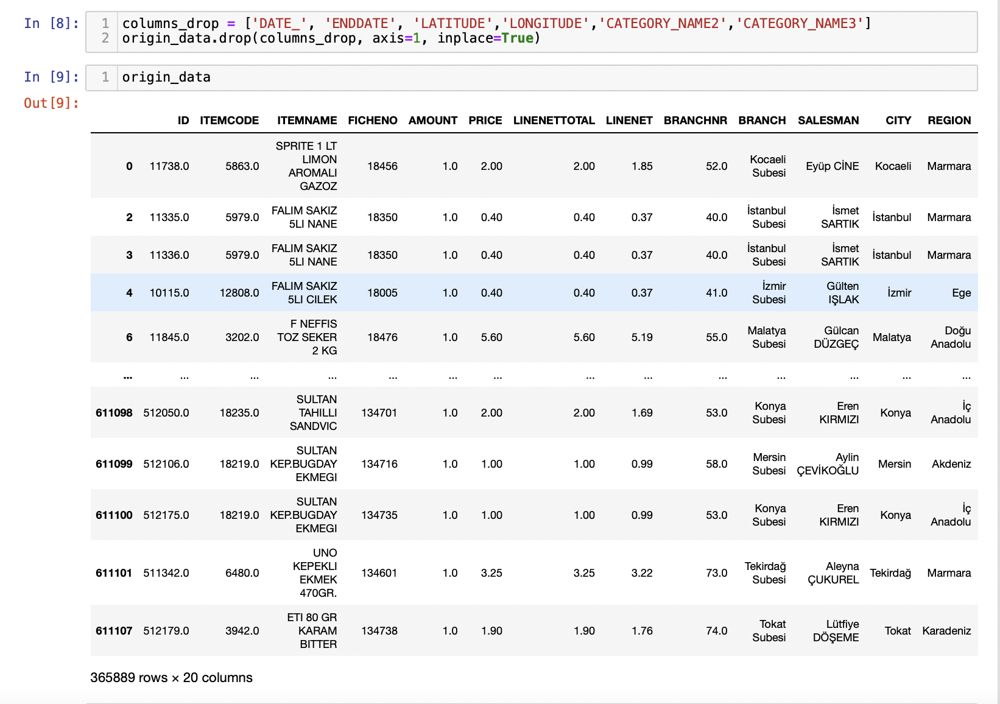 In [8]:
1 columns_drop = ['DATE_', 'ENDDATE', 'LATITUDE','LONGITUDE','CATEGORY_NAME2','CATEGORY_NAME3']
2 origin_data.drop(columns_drop, axis=1, inplace=True)
In [9]:
1 origin_data
Out[9]:
ID ITEMCODE ITEMNAME FICHENO AMOUNT PRICE LINENETTOTAL LINENET BRANCHNR BRANCH SALESMAN CITY REGION
0 11738.0 5863.0 SPRITE 1 LT LIMON AROMALI GAZOZ 18456 1.0 2.00 2.00 1.85 52.0 Kocaeli Subesi Eyüp CİNE Kocaeli Marmara
2 11335.0 5979.0 FALIM SAKIZ 5LI NANE 18350 1.0 0.40 0.40 0.37 40.0 İstanbul Subesi İsmet SARTIK İstanbul Marmara
3 11336.0 5979.0 FALIM SAKIZ 5LI NANE 18350 1.0 0.40 0.40 0.37 40.0 İstanbul Subesi İsmet SARTIK İstanbul Marmara
4 10115.0 12808.0 FALIM SAKIZ 5LI CILEK 18005 1.0 0.40 0.40 0.37 41.0 İzmir Subesi Gülten IŞLAK İzmir Ege
6 11845.0 3202.0 F NEFFIS TOZ SEKER 2 KG 18476 1.0 5.60 5.60 5.19 55.0 Malatya Subesi Gülcan DÜZGEÇ Malatya Doğu Anadolu
... ... ... ... ... ... ... ... ... ... ... ... ... ...
611098 512050.0 18235.0 SULTAN TAHILLI SANDVIC 134701 1.0 2.00 2.00 1.69 53.0 Konya Subesi Eren KIRMIZI Konya İç Anadolu
611099 512106.0 18219.0 SULTAN KEP.BUGDAY EKMEGI 134716 1.0 1.00 1.00 0.99 58.0 Mersin Subesi Aylin ÇEVİKOĞLU Mersin Akdeniz
611100 512175.0 18219.0 SULTAN KEP.BUGDAY EKMEGI 134735 1.0 1.00 1.00 0.99 53.0 Konya Subesi Eren KIRMIZI Konya İç Anadolu
611101 511342.0 6480.0 UNO KEPEKLI EKMEK 470GR. 134601 1.0 3.25 3.25 3.22 73.0 Tekirdağ Subesi Aleyna ÇUKUREL Tekirdağ Marmara
611107 512179.0 3942.0 ETI 80 GR KARAM BITTER 134738 1.0 1.90 1.90 1.76 74.0 Tokat Subesi Lütfiye DÖŞEME Tokat Karadeniz
365889 rows × 20 columns